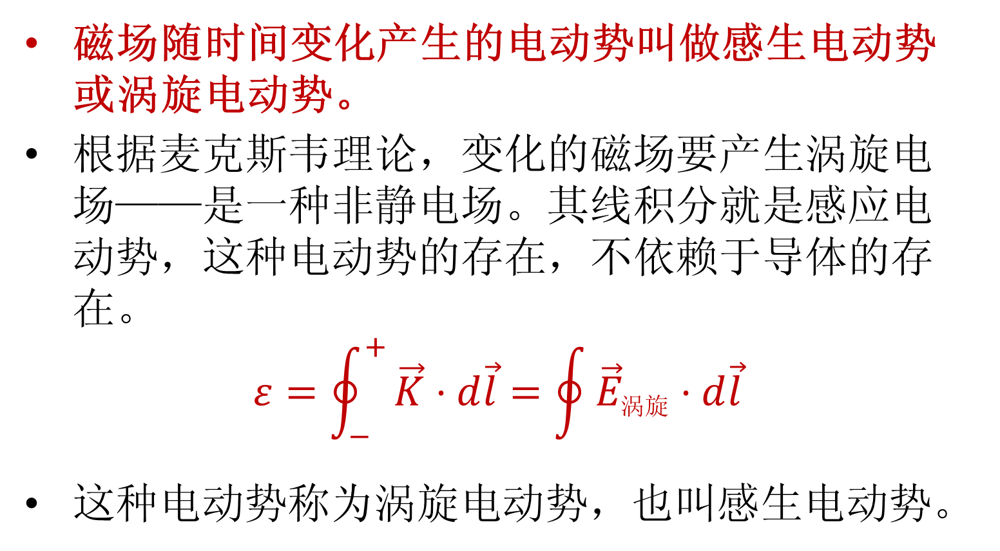 • 磁场随时间变化产生的电动势叫做感生电动势
或涡旋电动势。
• 根据麦克斯韦理论，变化的磁场要产生涡旋电
场——是一种非静电场。其线积分就是感应电
动势，这种电动势的存在，不依赖于导体的存
在。
$\varepsilon = \oint_{-}^{+} \vec{K} \cdot d\vec{l} = \oint \vec{E}_{涡旋} \cdot d\vec{l}$
• 这种电动势称为涡旋电动势，也叫感生电动势。